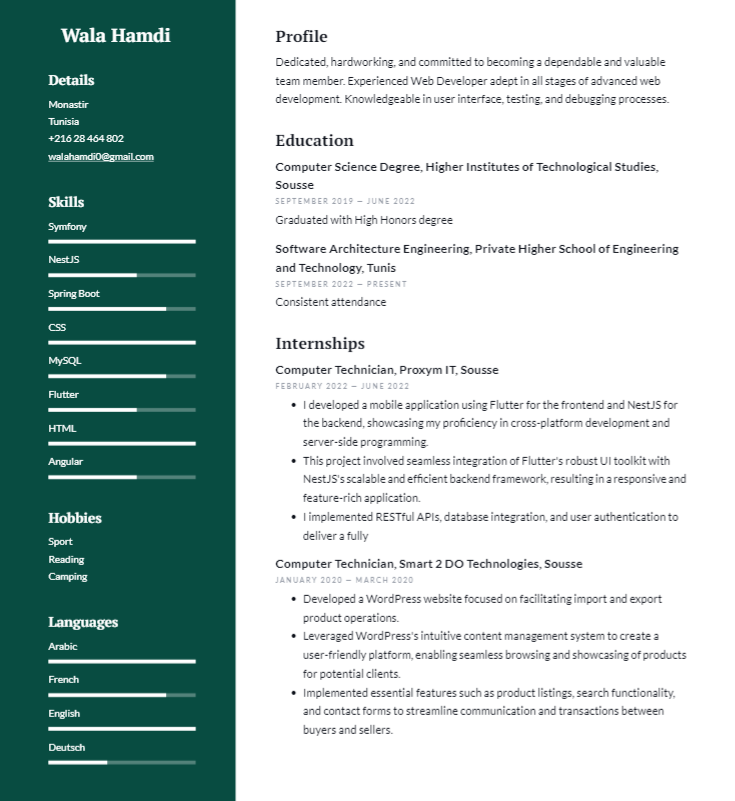 Wala Hamdi
Details
Monastir
Tunisia
+216 28 464 802
walahamdi0@gmail.com
Skills
Symfony
NestJS
Spring Boot
CSS
MySQL
Flutter
HTML
Angular
Hobbies
Sport
Reading
Camping
Languages
Arabic
French
English
Deutsch
Profile
Dedicated, hardworking, and committed to becoming a dependable and valuable
team member. Experienced Web Developer adept in all stages of advanced web
development. Knowledgeable in user interface, testing, and debugging processes.
Education
Computer Science Degree, Higher Institutes of Technological Studies,
Sousse
SEPTEMBER 2019 — JUNE 2022
Graduated with High Honors degree
Software Architecture Engineering, Private Higher School of Engineering
and Technology, Tunis
SEPTEMBER 2022 — PRESENT
Consistent attendance
Internships
Computer Technician, Proxym IT, Sousse
FEBRUARY 2022 — JUNE 2022
• I developed a mobile application using Flutter for the frontend and NestJS for
the backend, showcasing my proficiency in cross-platform development and
server-side programming.
• This project involved seamless integration of Flutter's robust UI toolkit with
NestJS's scalable and efficient backend framework, resulting in a responsive and
feature-rich application.
• I implemented RESTful APIs, database integration, and user authentication to
deliver a fully
Computer Technician, Smart 2 DO Technologies, Sousse
JANUARY 2020 — MARCH 2020
• Developed a WordPress website focused on facilitating import and export
product operations.
• Leveraged WordPress's intuitive content management system to create a
user-friendly platform, enabling seamless browsing and showcasing of products
for potential clients.
• Implemented essential features such as product listings, search functionality,
and contact forms to streamline communication and transactions between
buyers and sellers.